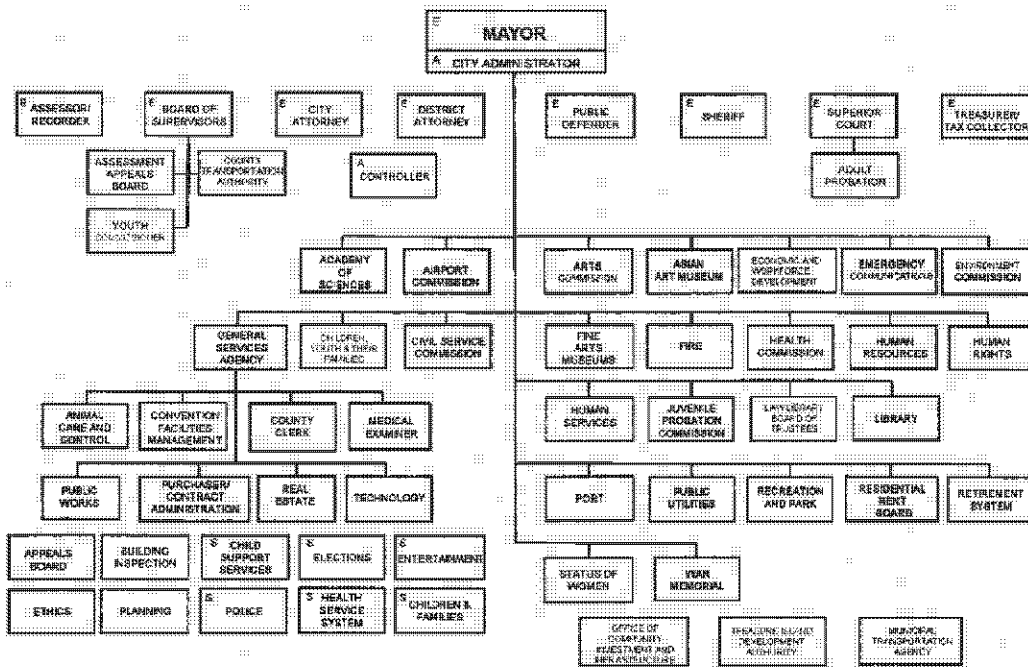 E
MAYOR
A CITY ADMINISTRATOR
ASSESSOR/
RECORDER
E
BOARD OF
SUPERVISORS
E
CITY
ATTORNEY
E
DISTRICT
ATTORNEY
E
PUBLIC
DEFENDER
E
SHERIFF
E
SUPERIOR
COURT
E
TREASURER/
TAX COLLECTOR
ASSESSMENT
APPEALS
BOARD
COUNTY
TRANSPORTATION
AUTHORITY
A
CONTROLLER
ADULT
PROBATION
YOUTH
ACADEMY
OF
SCIENCES
AIRPORT
COMMISSION
ARTS
COMMISSION
ASIAN
ART MUSEUM
ECONOMIC AND
WORKFORCE
DEVELOPMENT
EMERGENCY
COMMUNICATIONS
ENVIRONMENT
COMMISSION
GENERAL
SERVICES
AGENCY
CHILDREN,
YOUTH & THEIR
FAMILIES
CIVIL SERVICE
COMMISSION
FINE
ARTS
MUSEUMS
FIRE
HEALTH
COMMISSION
HUMAN
RESOURCES
HUMAN
RIGHTS
ANIMAL
CARE AND
CONTROL
CONVENTION
FACILITIES
MANAGEMENT
COUNTY
CLERK
MEDICAL
EXAMINER
HUMAN
SERVICES
JUVENILE
PROBATION
COMMISSION
LAW LIBRARY
BOARD OF
TRUSTEES
LIBRARY
PUBLIC
WORKS
PURCHASER/
CONTRACT
ADMINISTRATION
REAL
ESTATE
TECHNOLOGY
PORT
PUBLIC
UTILITIES
RECREATION
AND PARK
RESIDENTIAL
RENT
BOARD
RETIREMENT
SYSTEM
APPEALS
BOARD
BUILDING
INSPECTION
S
CHILD
SUPPORT
SERVICES
S
ELECTIONS
S
ENTERTAINMENT
STATUS OF
WOMEN
WAR
MEMORIAL
ETHICS
PLANNING
S
POLICE
S
HEALTH
SERVICE
SYSTEM
S
CHILDREN &
FAMILIES
OFFICE OF
COMMUNITY
INVESTMENT AND
INFRASTRUCTURE
TREASURE ISLAND
DEVELOPMENT
AUTHORITY
MUNICIPAL
TRANSPORTATION
AGENCY